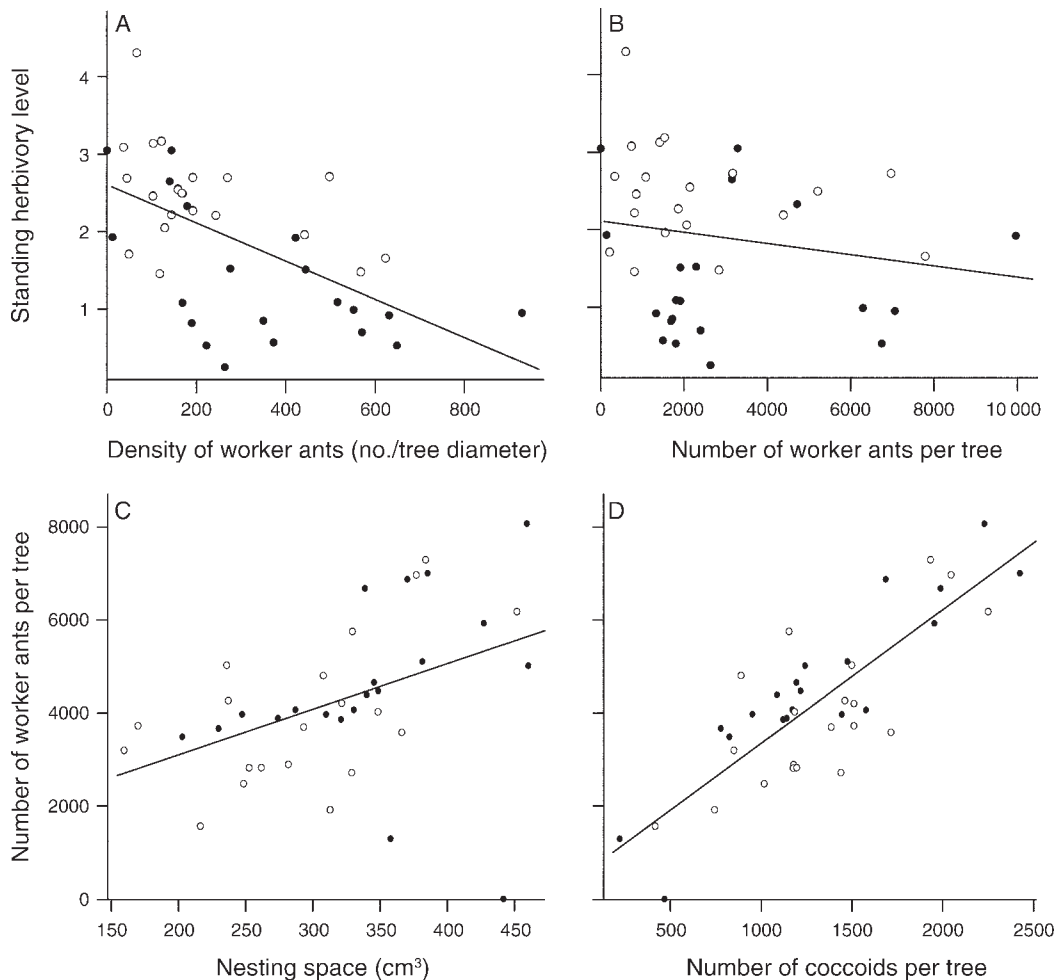 A
B
Standing herbivory level
4
3
2
1
0 200 400 600 800
0 2000 4000 6000 8000 10 000
Density of worker ants (no./tree diameter)
Number of worker ants per tree
C
D
Number of worker ants per tree
8000
6000
4000
2000
0
150 200 250 300 350 400 450
500 1000 1500 2000 2500
Nesting space (cm³)
Number of coccoids per tree